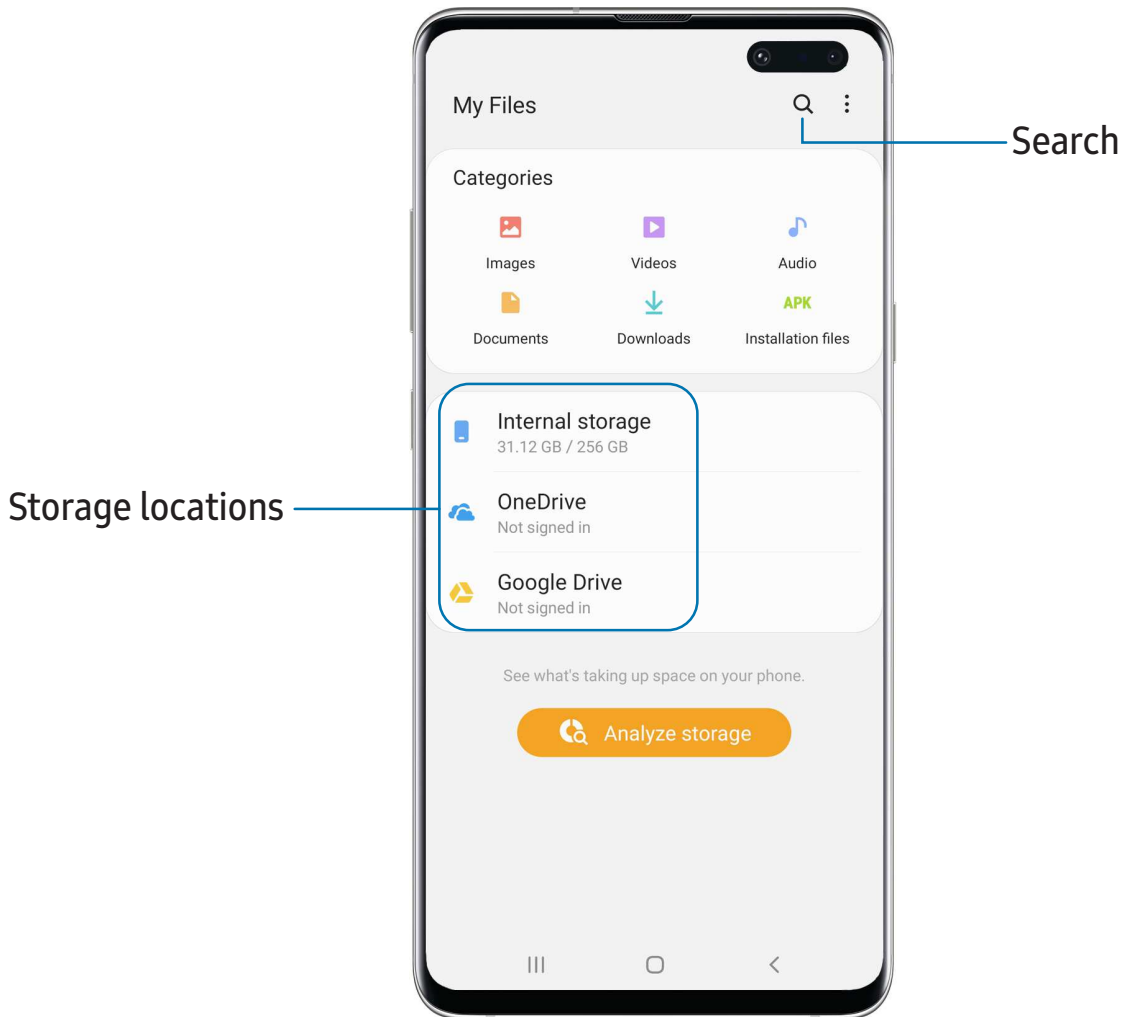 My Files
Search
Categories
Images Videos Audio
APK
Documents Downloads Installation files
Internal storage
31.12 GB / 256 GB
Storage locations
OneDrive
Not signed in
Google Drive
Not signed in
See what's taking up space on your phone.
Analyze storage